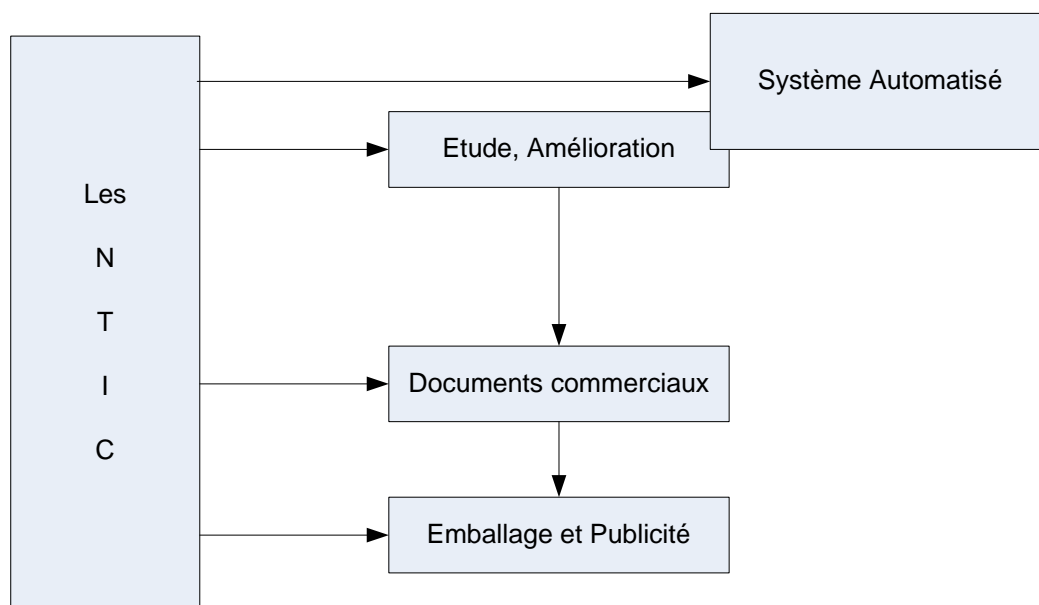 Système Automatisé
Etude, Amélioration
Les
N
T
I
C
Documents commerciaux
Emballage et Publicité